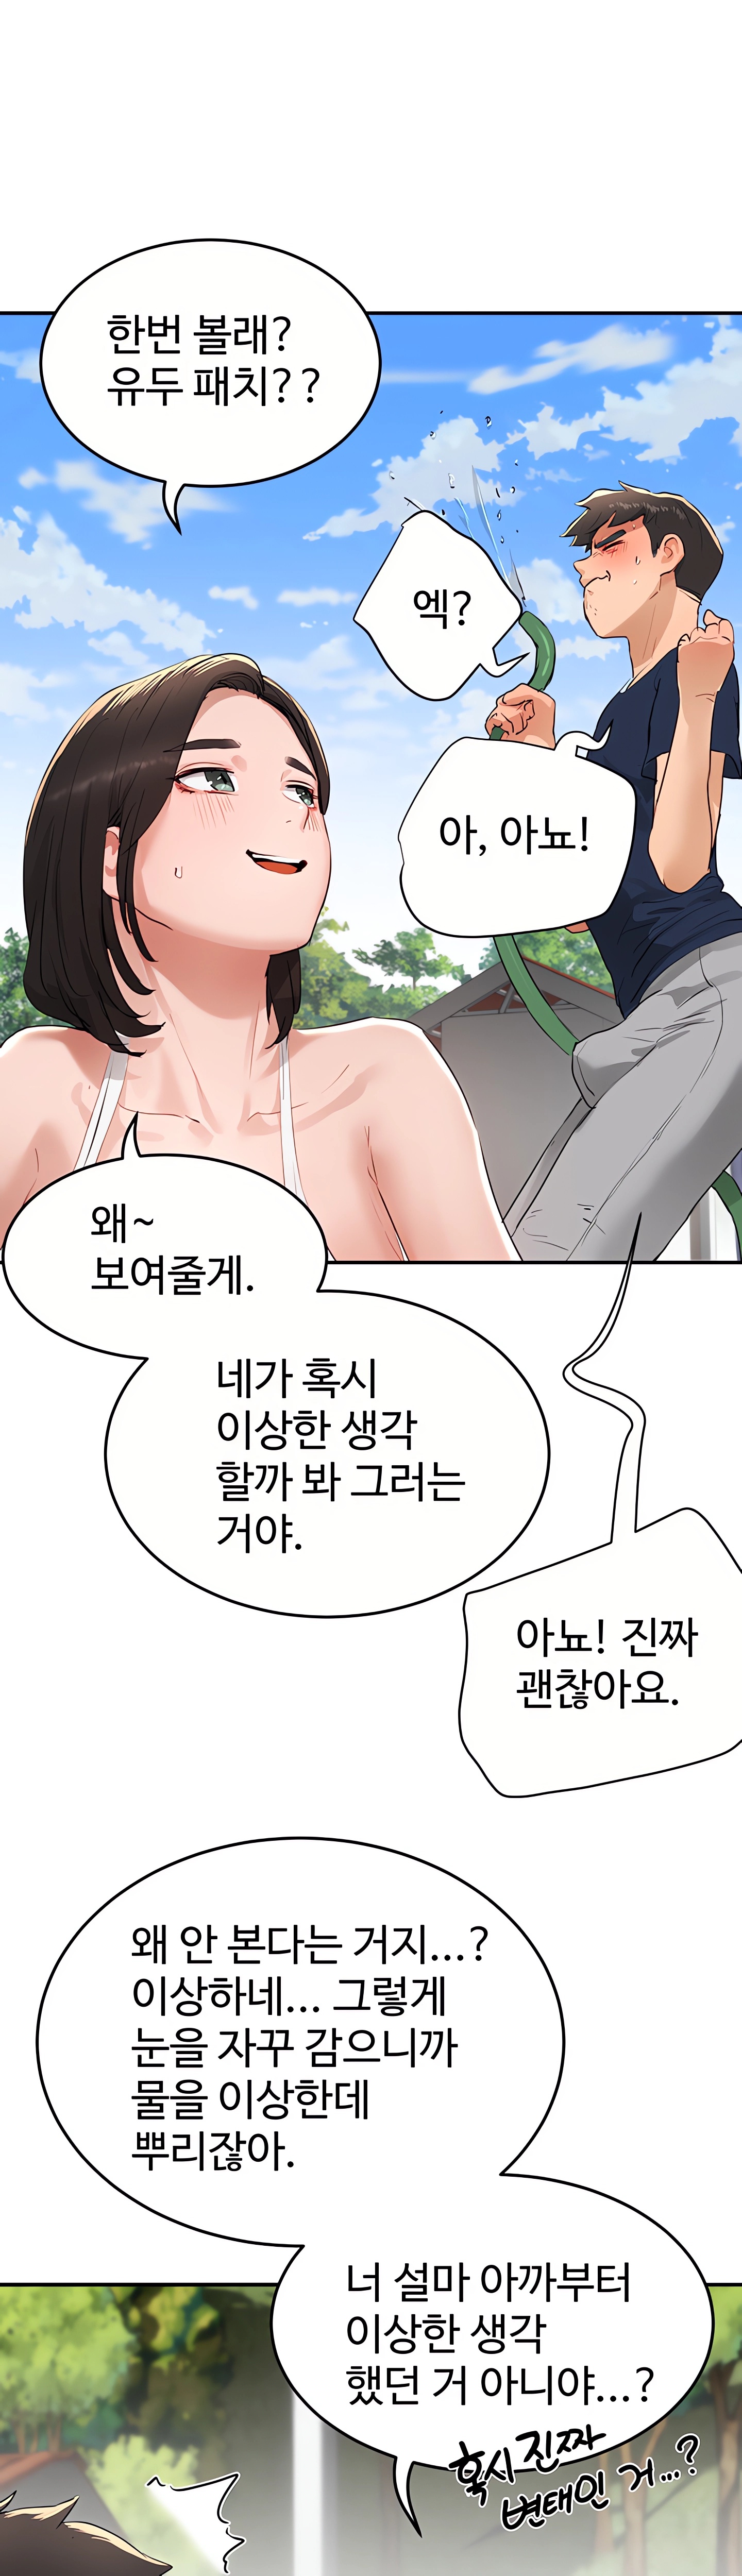 한번 볼래?
유두 패치??
엑?
아, 아뇨!
왜~
보여줄게.
네가 혹시
이상한 생각
할까 봐 그러는
거야.
아뇨! 진짜
괜찮아요.
왜 안 본다는 거지...?
이상하네... 그렇게
눈을 자꾸 감으니까
물을 이상한데
뿌리잖아.
너 설마 아까부터
이상한 생각
했던 거 아니야...?
혹시 진짜
변태인 거...?